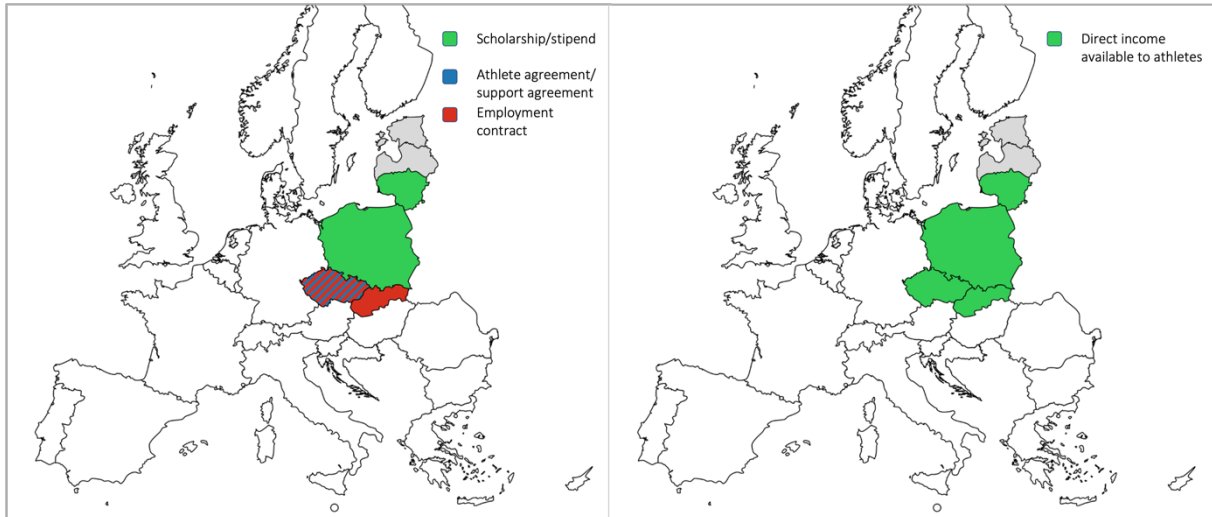 Scholarship/stipend
Athlete agreement/
support agreement
Employment
contract
Direct income
available to athletes